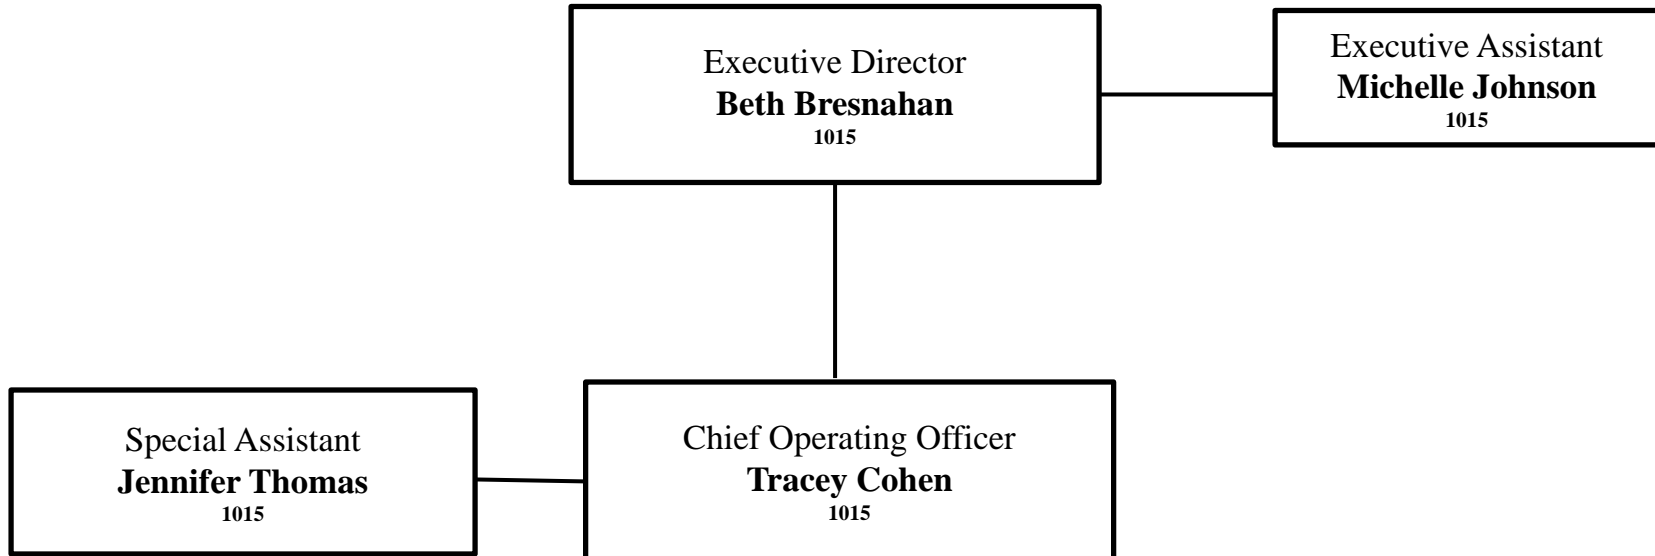 Executive Director
Beth Bresnahan
1015
Executive Assistant
Michelle Johnson
1015
Special Assistant
Jennifer Thomas
1015
Chief Operating Officer
Tracey Cohen
1015